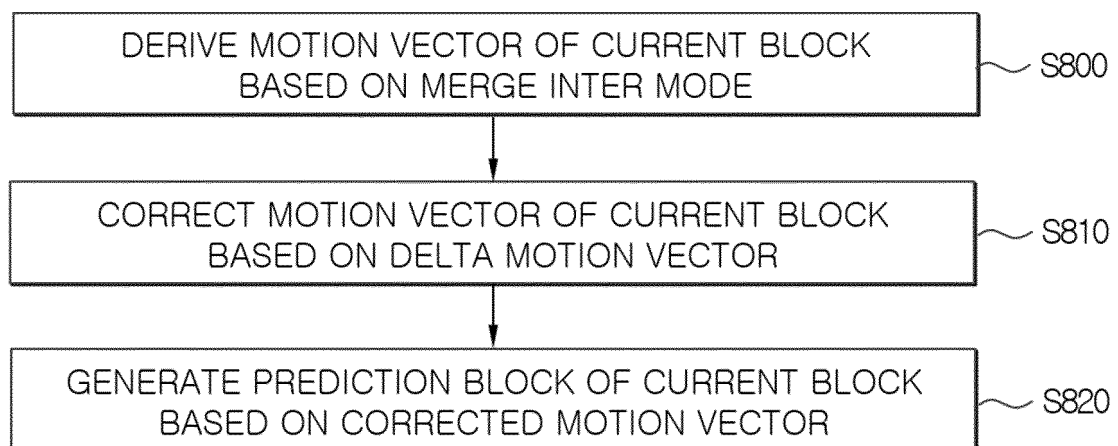 DERIVE MOTION VECTOR OF CURRENT BLOCK
BASED ON MERGE INTER MODE
S800
CORRECT MOTION VECTOR OF CURRENT BLOCK
BASED ON DELTA MOTION VECTOR
S810
GENERATE PREDICTION BLOCK OF CURRENT BLOCK
BASED ON CORRECTED MOTION VECTOR
S820